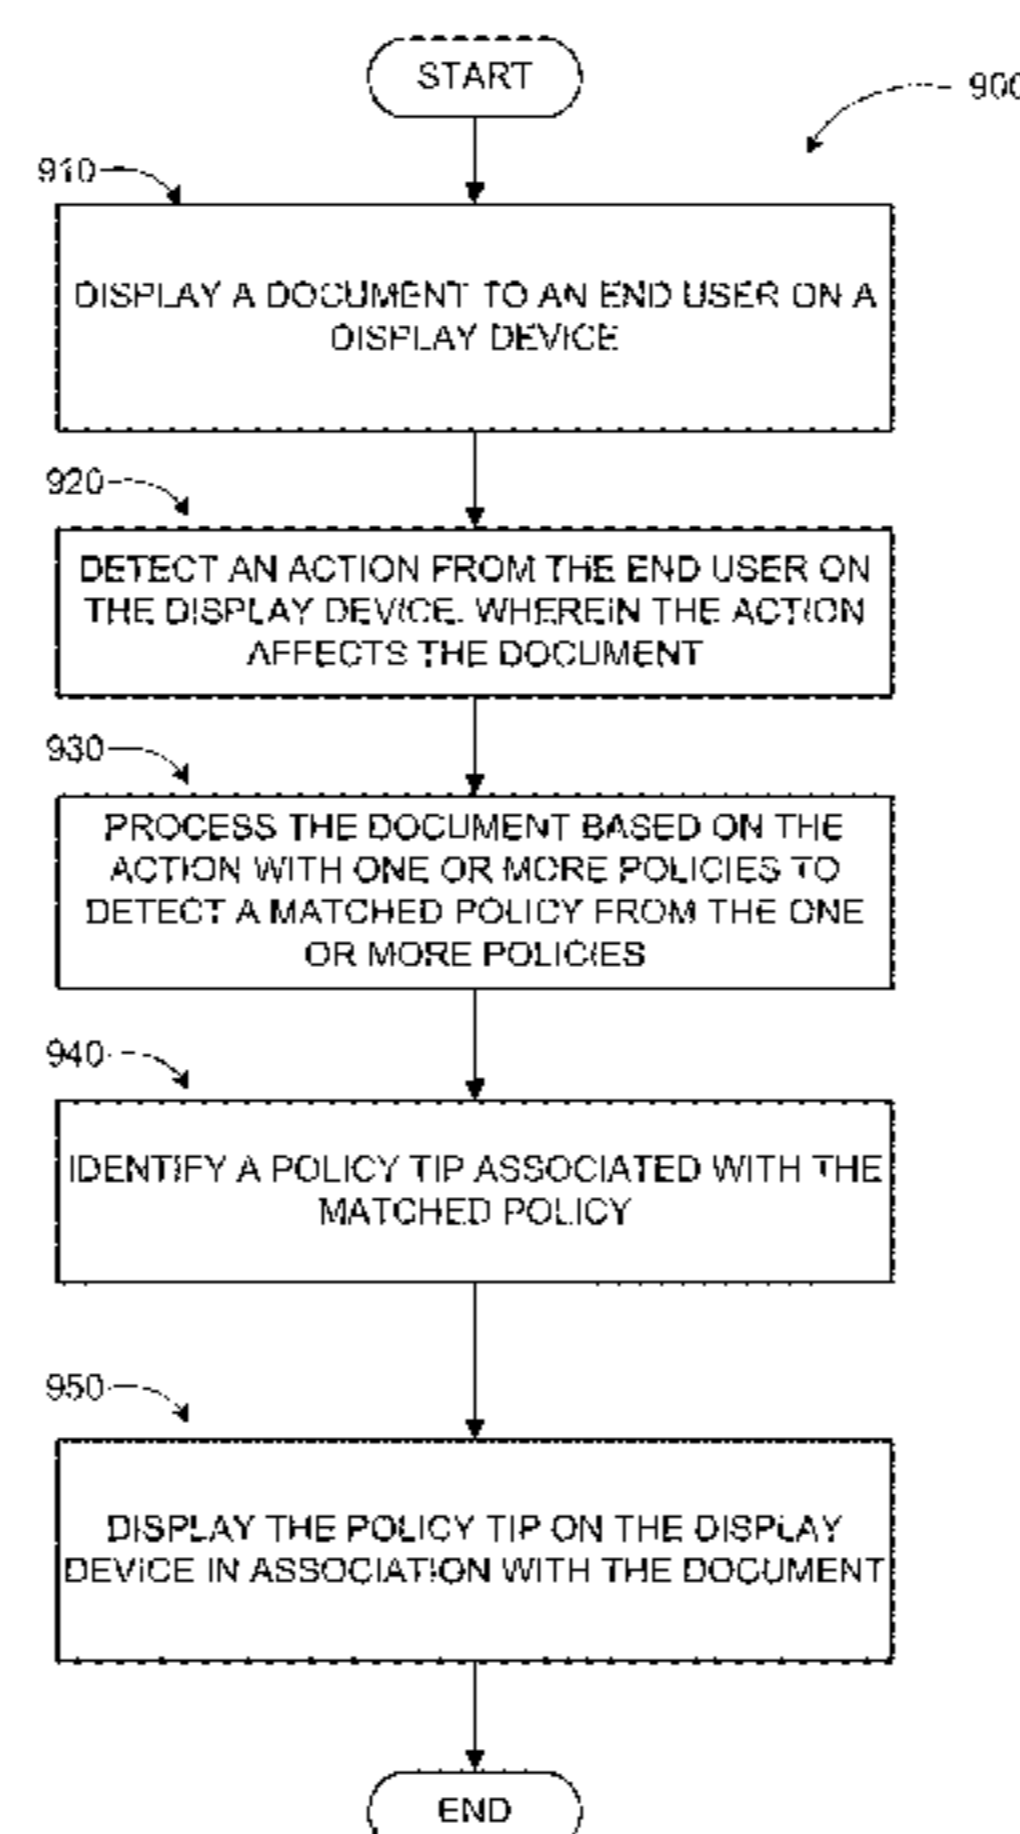 START
900
910
DISPLAY A DOCUMENT TO AN END USER ON A
DISPLAY DEVICE
920
DETECT AN ACTION FROM THE END USER ON
THE DISPLAY DEVICE, WHEREIN THE ACTION
AFFECTS THE DOCUMENT
930
PROCESS THE DOCUMENT BASED ON THE
ACTION WITH ONE OR MORE POLICIES TO
DETECT A MATCHED POLICY FROM THE ONE
OR MORE POLICIES
940
IDENTIFY A POLICY TIP ASSOCIATED WITH THE
MATCHED POLICY
950
DISPLAY THE POLICY TIP ON THE DISPLAY
DEVICE IN ASSOCIATION WITH THE DOCUMENT
END